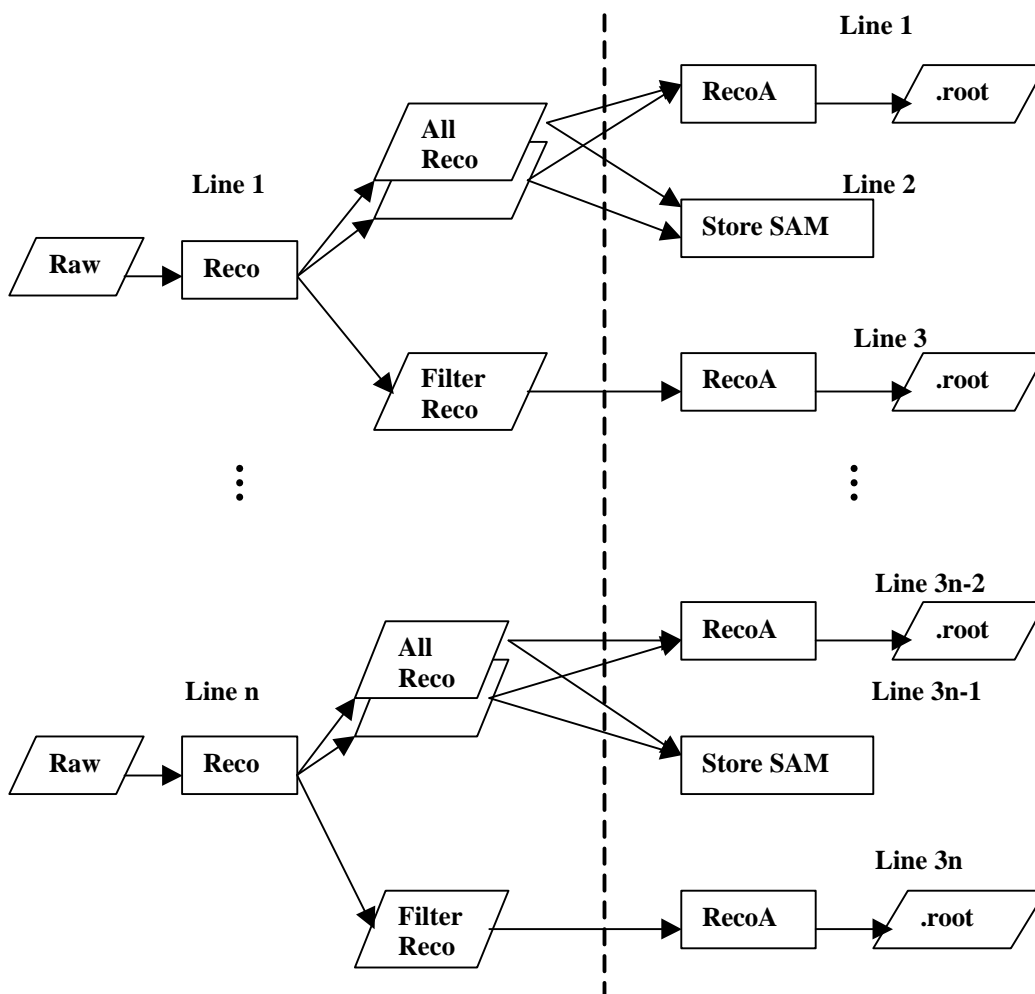 Line 1
RecoA
.root
All
Reco
Line 1
Line 2
Store SAM
Raw
Reco
Line 3
Filter
Reco
RecoA
.root
Line 3n-2
All
Reco
RecoA
.root
Line n
Line 3n-1
Raw
Reco
Store SAM
Line 3n
Filter
Reco
RecoA
.root